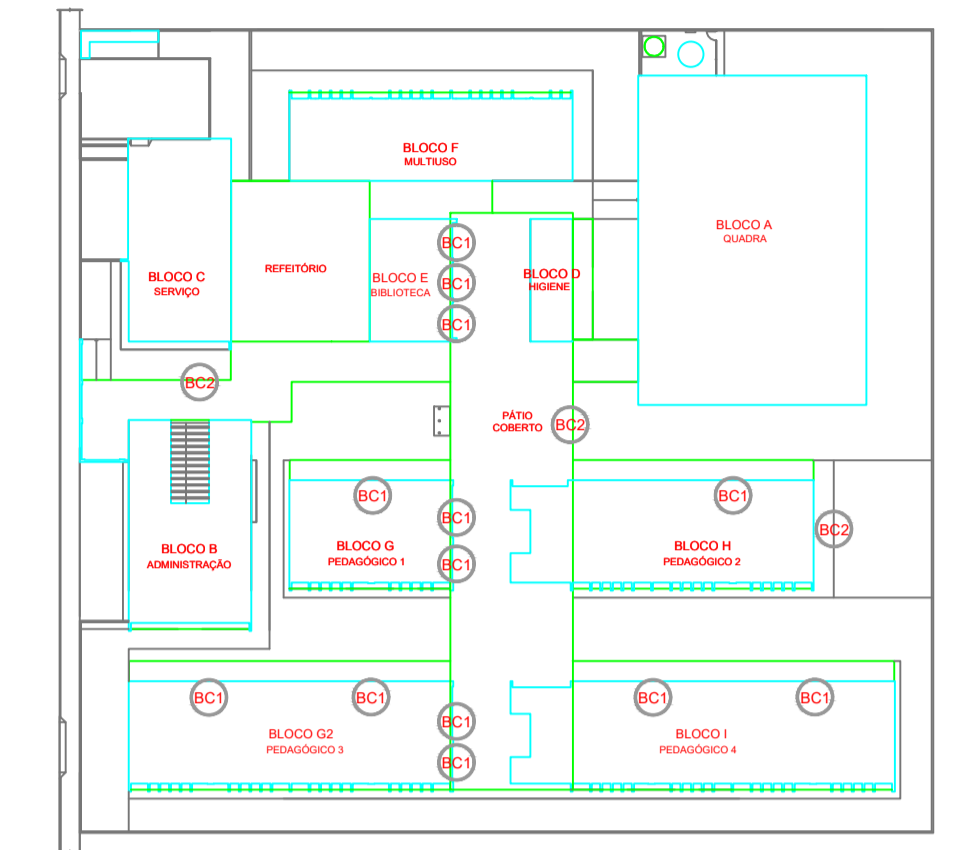 BLOCO F
MULTIUSO
BLOCO A
QUADRA
BC1
BLOCO C
SERVIÇO
REFEITÓRIO
BLOCO E
BIBLIOTECA
BC1
BLOCO D
HIGIENE
BC1
BC2
PÁTIO
COBERTO
BC2
BC1
BC1
BC1
BC2
BLOCO B
ADMINISTRAÇÃO
BLOCO G
PEDAGÓGICO 1
BC1
BLOCO H
PEDAGÓGICO 2
BC1
BC1
BC1
BC1
BC1
BLOCO G2
PEDAGÓGICO 3
BLOCO I
PEDAGÓGICO 4
BC1